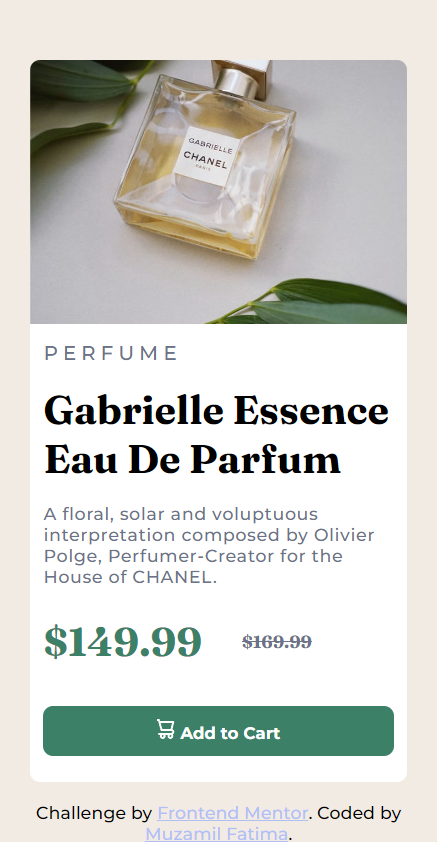 GABRIELLE
CHANEL
PARIS
PERFUME
Gabrielle Essence
Eau De Parfum
A floral, solar and voluptuous
interpretation composed by Olivier
Polge, Perfumer-Creator for the
House of CHANEL.
$149.99 $169.99
Add to Cart
Challenge by Frontend Mentor. Coded by
Muzamil Fatima.